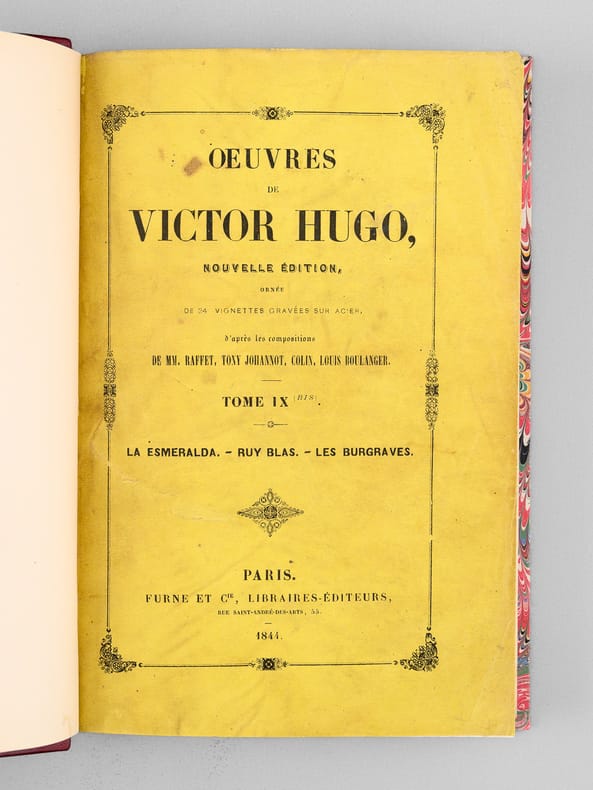 ŒUVRES
DE
VICTOR HUGO,
NOUVELLE ÉDITION,
ORNÉE
DE 24 VIGNETTES GRAVÉES SUR ACIER,
d'après les compositions
DE MM. RAFFET, TONY JOHANNOT, COLIN, LOUIS BOULANGER.
TOME IX (BIS).
LA ESMERALDA. – RUY BLAS. – LES BURGRAVES.
PARIS.
FURNE ET CIE, LIBRAIRES-ÉDITEURS,
RUE SAINT-ANDRÉ-DES-ARTS, 55.
1844.